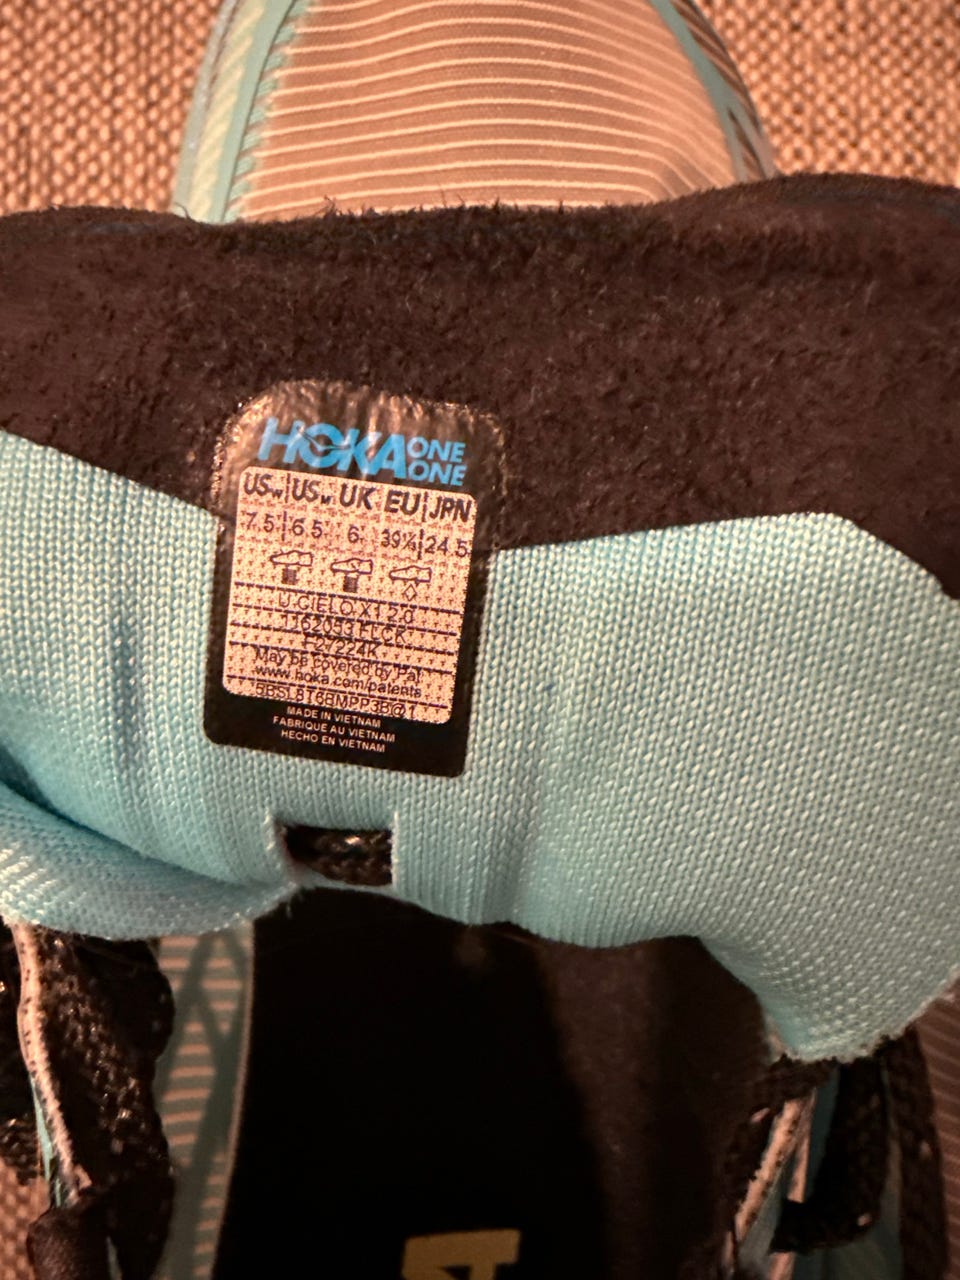 HOKA ONE ONE
USw USM UK EU JPN
7.5 6.5 6 39⅓ 24.5
U CIELO X1 2.0
1162053
F27224K
May be covered by Pat.
www.hoka.com/patents
MADE IN VIETNAM
FABRIQUE AU VIETNAM
HECHO EN VIETNAM